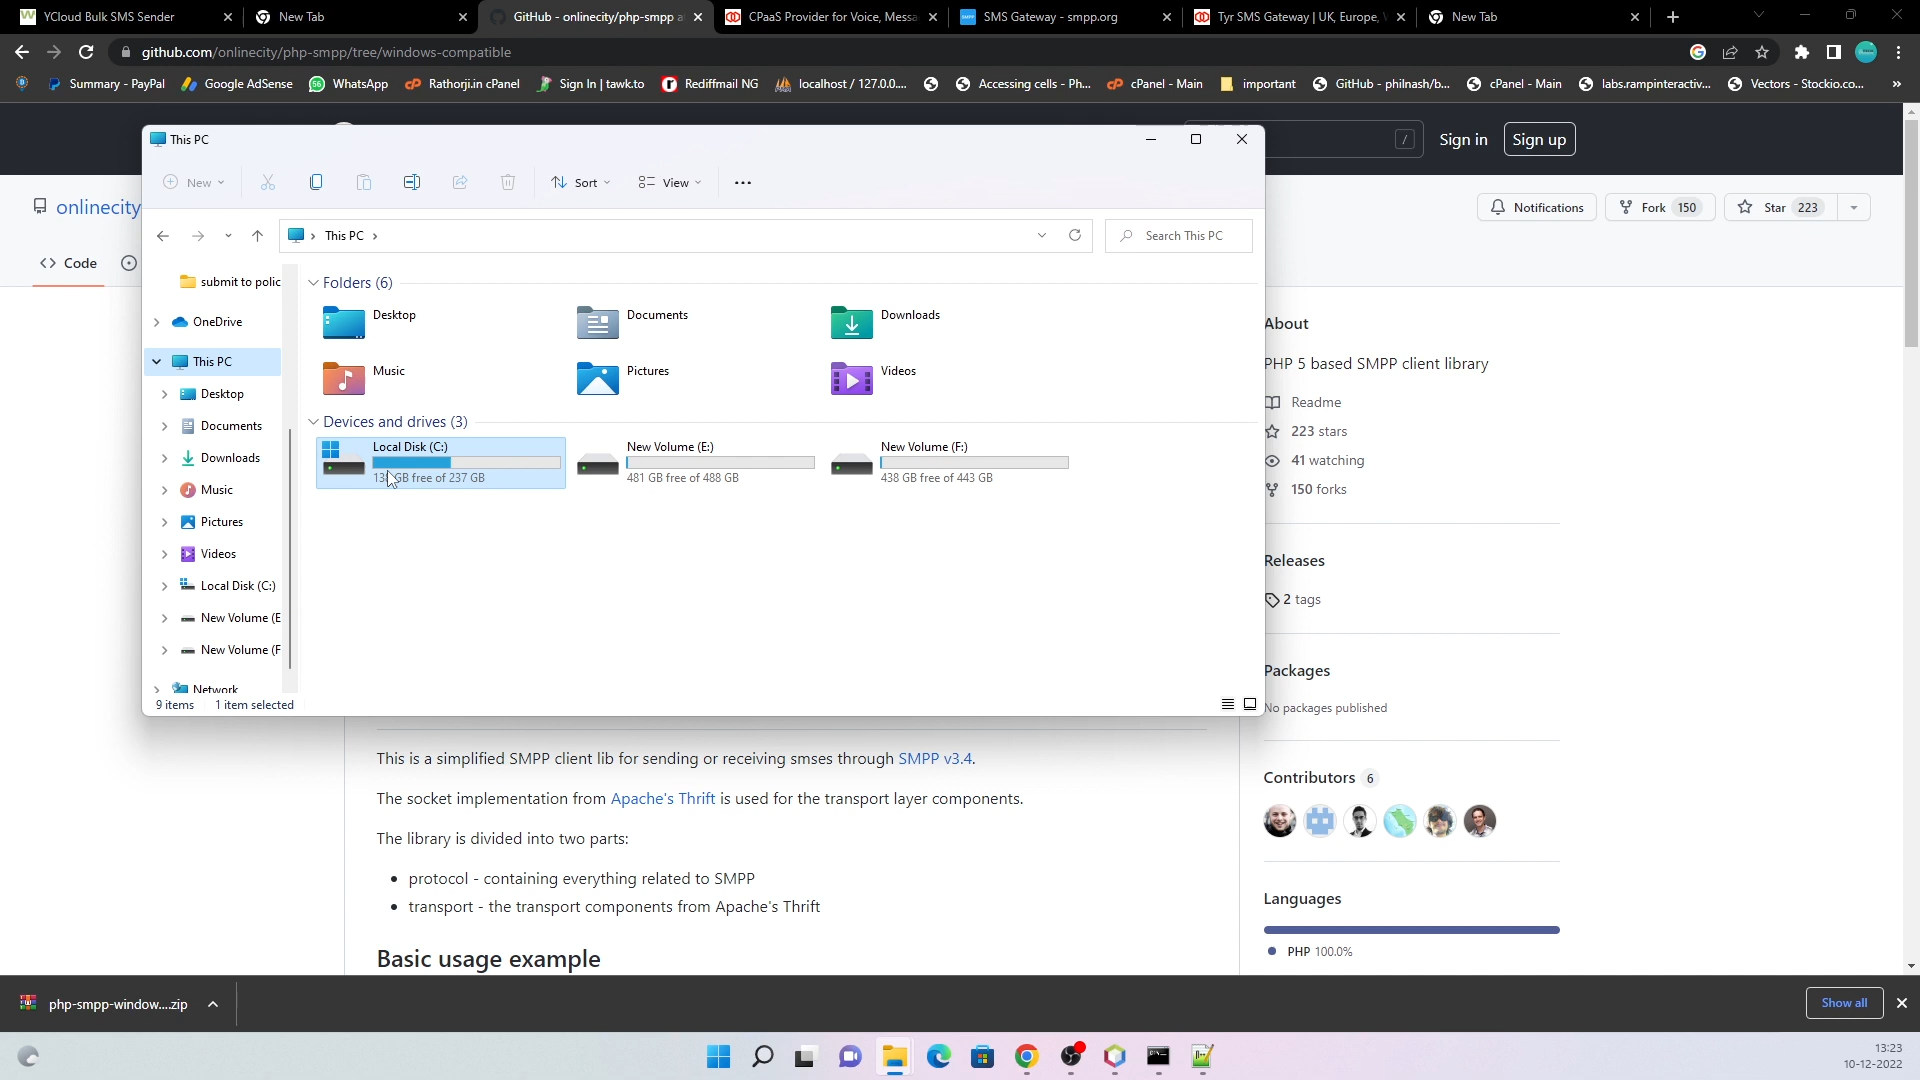 YCloud Bulk SMS Sender
New Tab
GitHub - onlinecity/php-smpp a
CPaaS Provider for Voice, Messa
SMS Gateway - smpp.org
Tyr SMS Gateway | UK, Europe,
New Tab
github.com/onlinecity/php-smpp/tree/windows-compatible
Summary - PayPal
Google AdSense
WhatsApp
Rathorji.in cPanel
Sign In | tawk.to
Rediffmail NG
localhost / 127.0.0....
Accessing cells - Ph...
cPanel - Main
important
GitHub - philnash/b...
cPanel - Main
labs.rampinteractiv...
Vectors - Stockio.co...
»
/
Sign in
Sign up
onlinecity
Notifications
Fork 150
Star 223
Code
This PC
New
Sort
View
This PC
Search This PC
submit to polic
OneDrive
This PC
Desktop
Documents
Downloads
Music
Pictures
Videos
Local Disk (C:)
New Volume (E
New Volume (F
Network
Folders (6)
Desktop
Documents
Downloads
Music
Pictures
Videos
Devices and drives (3)
Local Disk (C:)
GB free of 237 GB
New Volume (E:)
481 GB free of 488 GB
New Volume (F:)
438 GB free of 443 GB
9 items
1 item selected
About
PHP 5 based SMPP client library
Readme
223 stars
41 watching
150 forks
Releases
2 tags
Packages
No packages published
Contributors 6
Languages
PHP 100.0%
This is a simplified SMPP client lib for sending or receiving smses through SMPP v3.4.
The socket implementation from Apache's Thrift is used for the transport layer components.
The library is divided into two parts:
• protocol - containing everything related to SMPP
• transport - the transport components from Apache's Thrift
Basic usage example
php-smpp-window....zip
Show all
13:23
10-12-2022